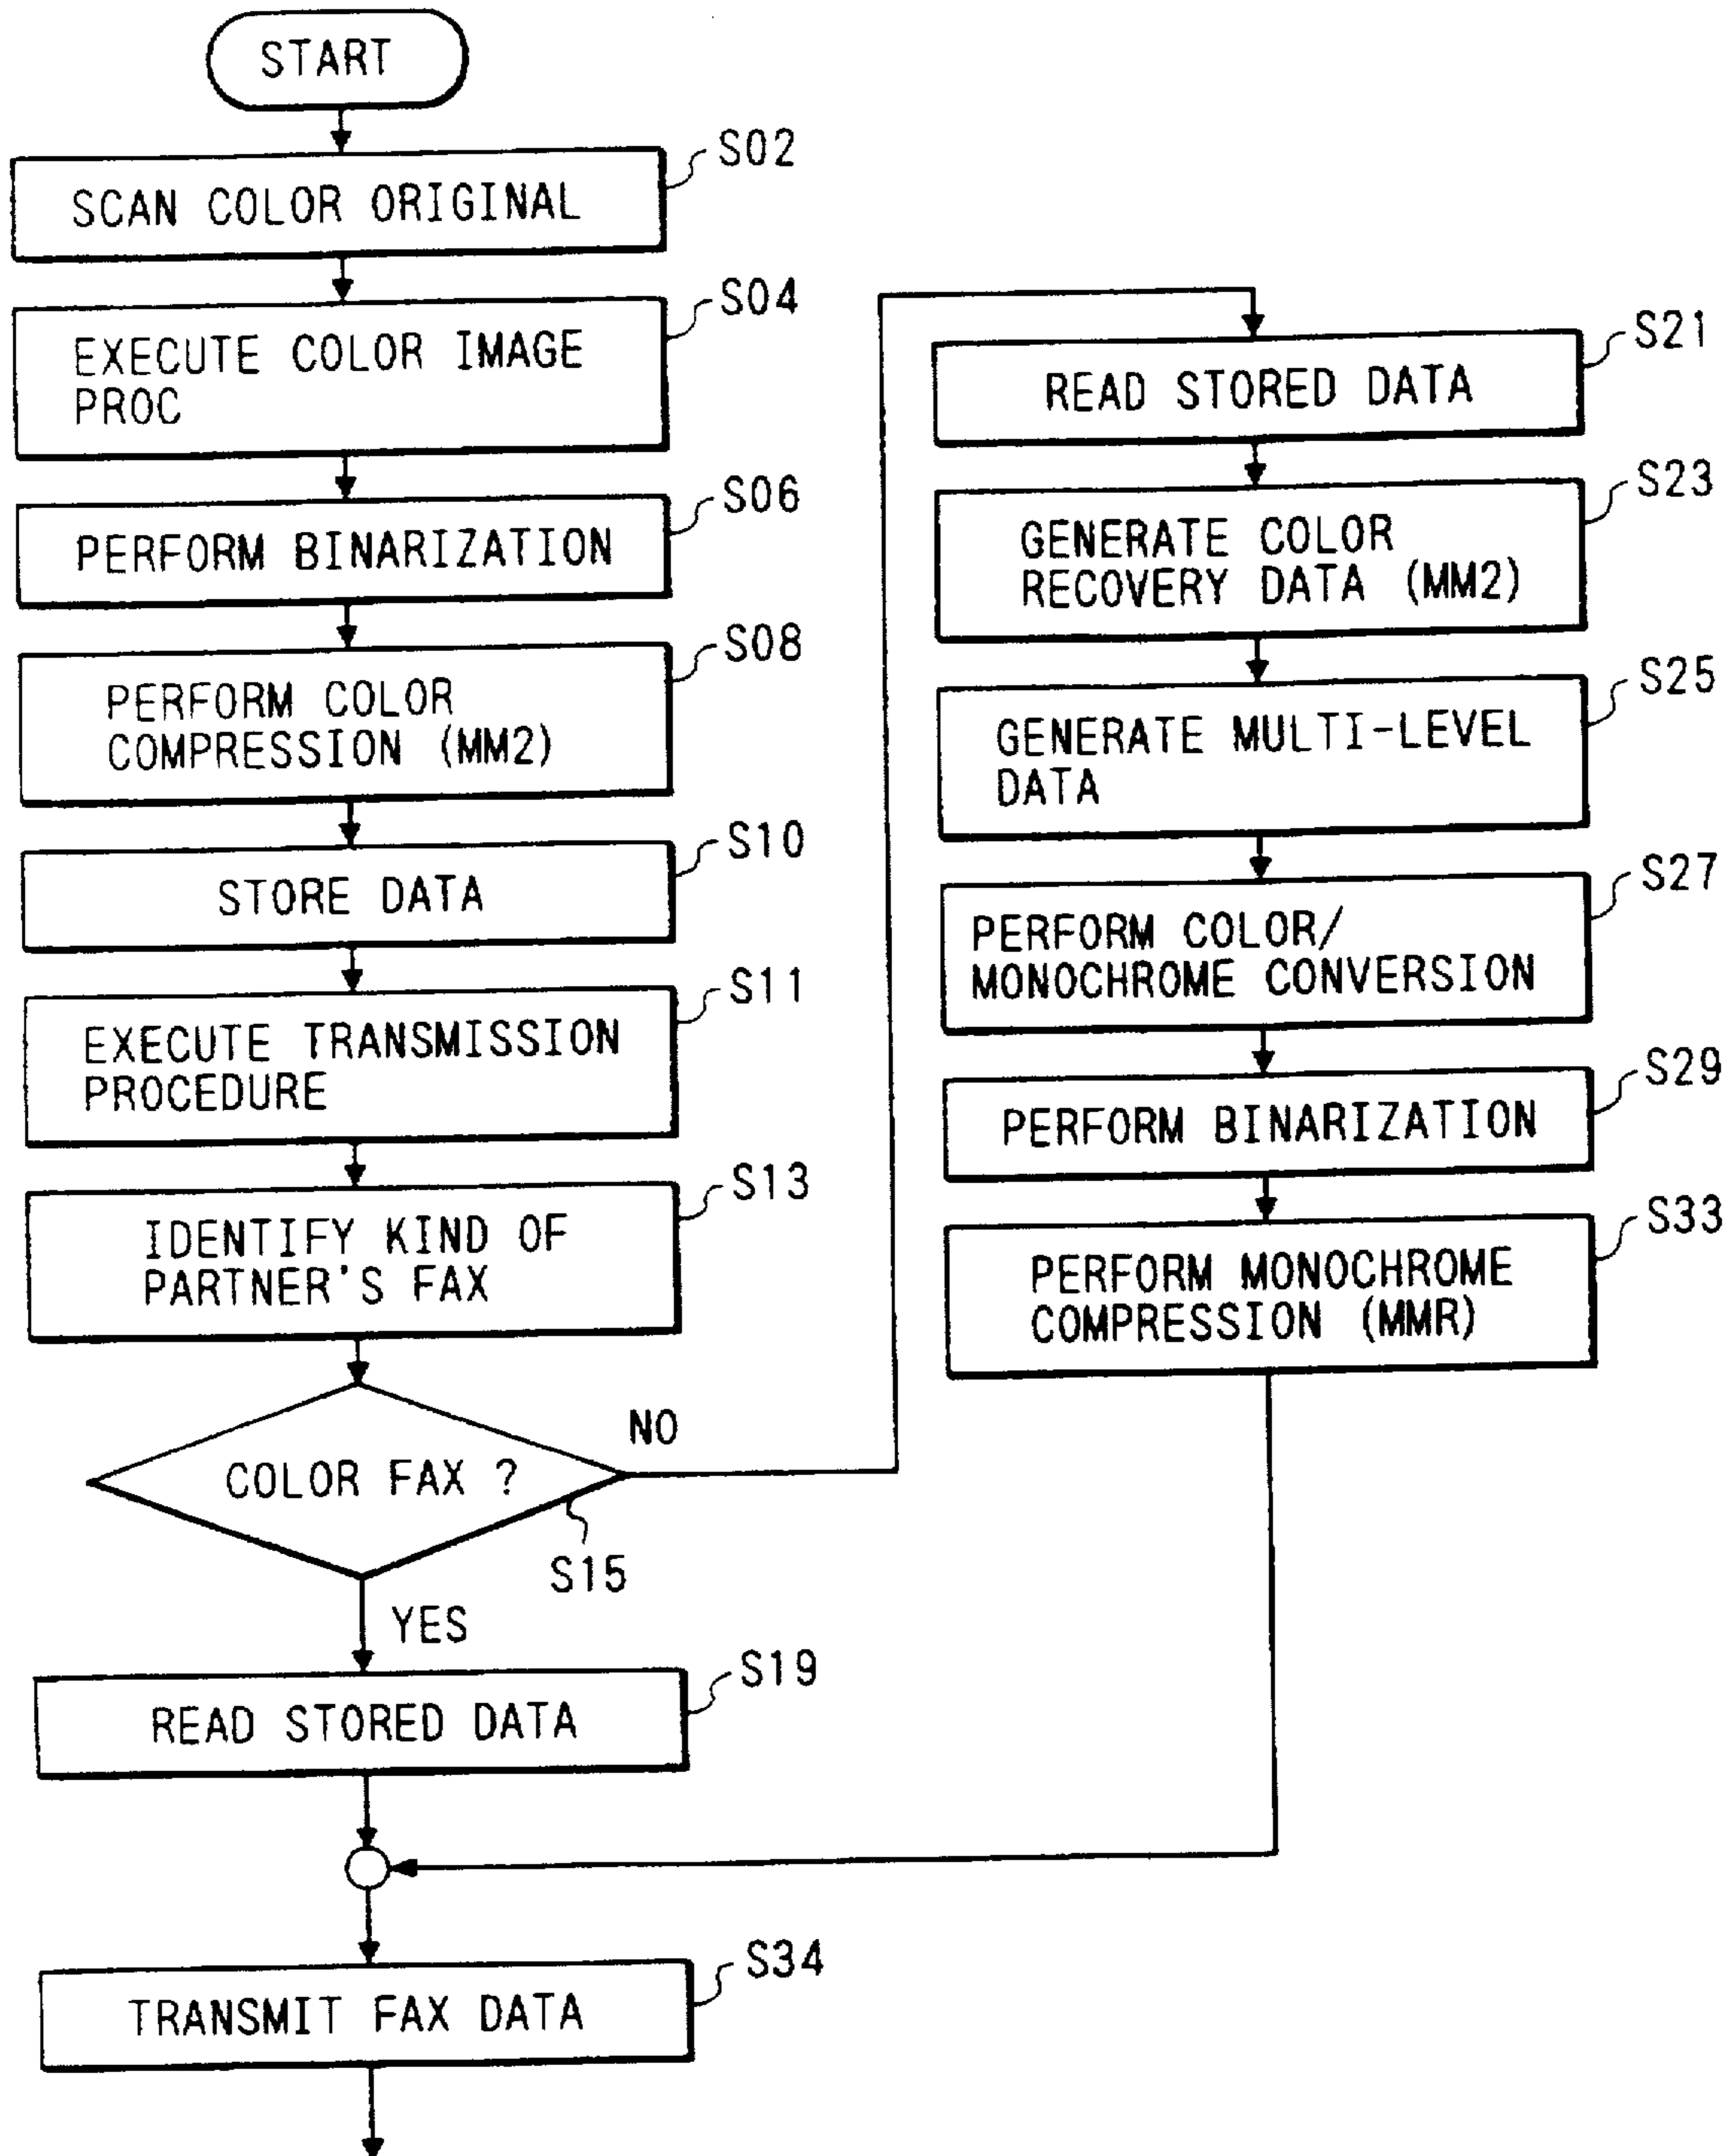 START
S02
SCAN COLOR ORIGINAL
S04
EXECUTE COLOR IMAGE
PROC
S06
PERFORM BINARIZATION
S08
PERFORM COLOR
COMPRESSION (MM2)
S10
STORE DATA
S11
EXECUTE TRANSMISSION
PROCEDURE
S13
IDENTIFY KIND OF
PARTNER'S FAX
COLOR FAX ?
NO
S15
YES
S19
READ STORED DATA
S21
READ STORED DATA
S23
GENERATE COLOR
RECOVERY DATA (MM2)
S25
GENERATE MULTI-LEVEL
DATA
S27
PERFORM COLOR/
MONOCHROME CONVERSION
S29
PERFORM BINARIZATION
S33
PERFORM MONOCHROME
COMPRESSION (MMR)
S34
TRANSMIT FAX DATA